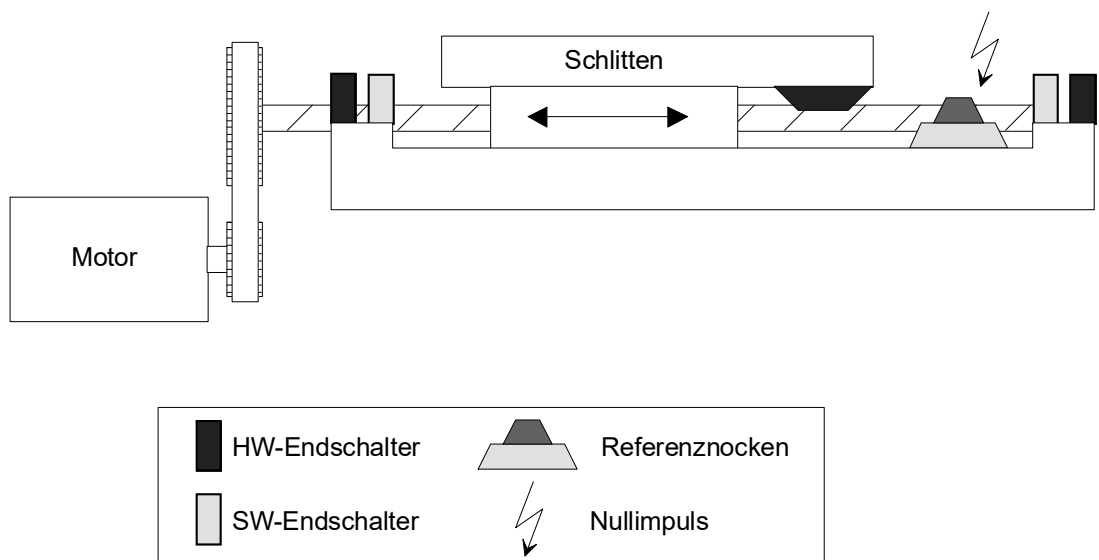 Schlitten
Motor
HW-Endschalter
Referenznocken
SW-Endschalter
Nullimpuls